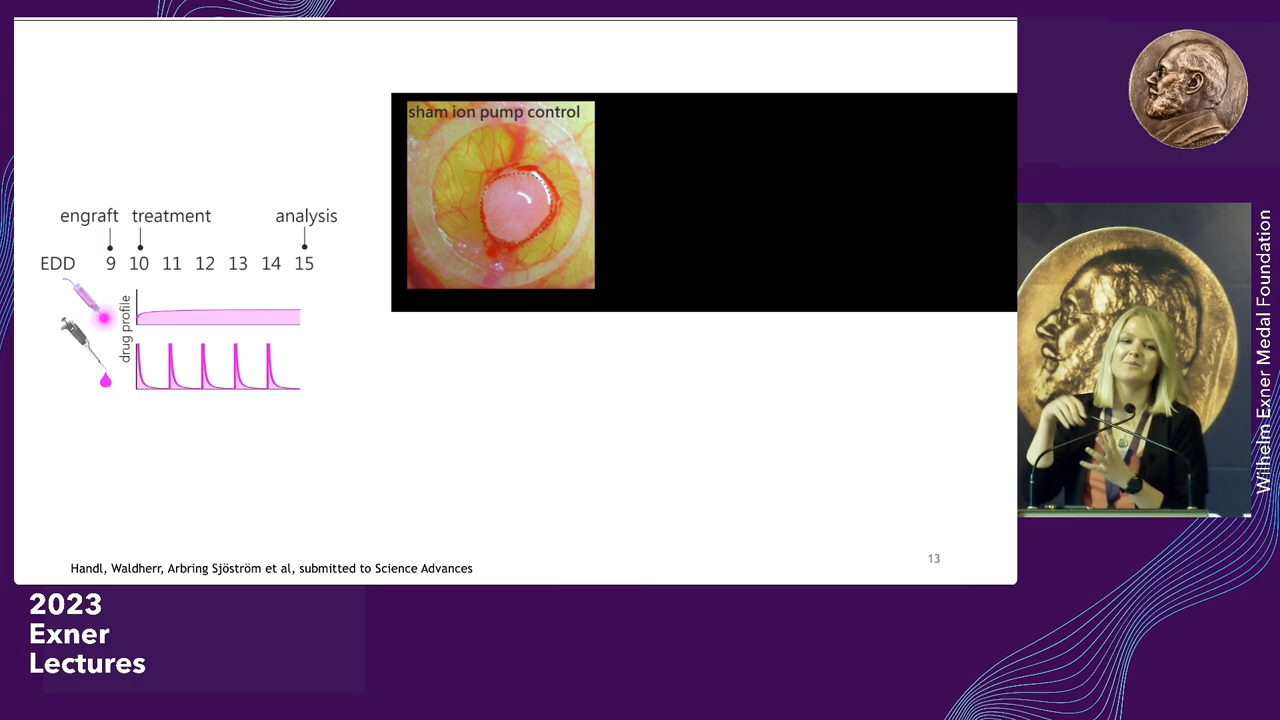 sham ion pump control
engraft treatment analysis
EDD 9 10 11 12 13 14 15
drug profile
Handl, Waldherr, Arbring Sjöström et al, submitted to Science Advances
13
Wilhelm Exner Medal Foundation
2023
Exner
Lectures